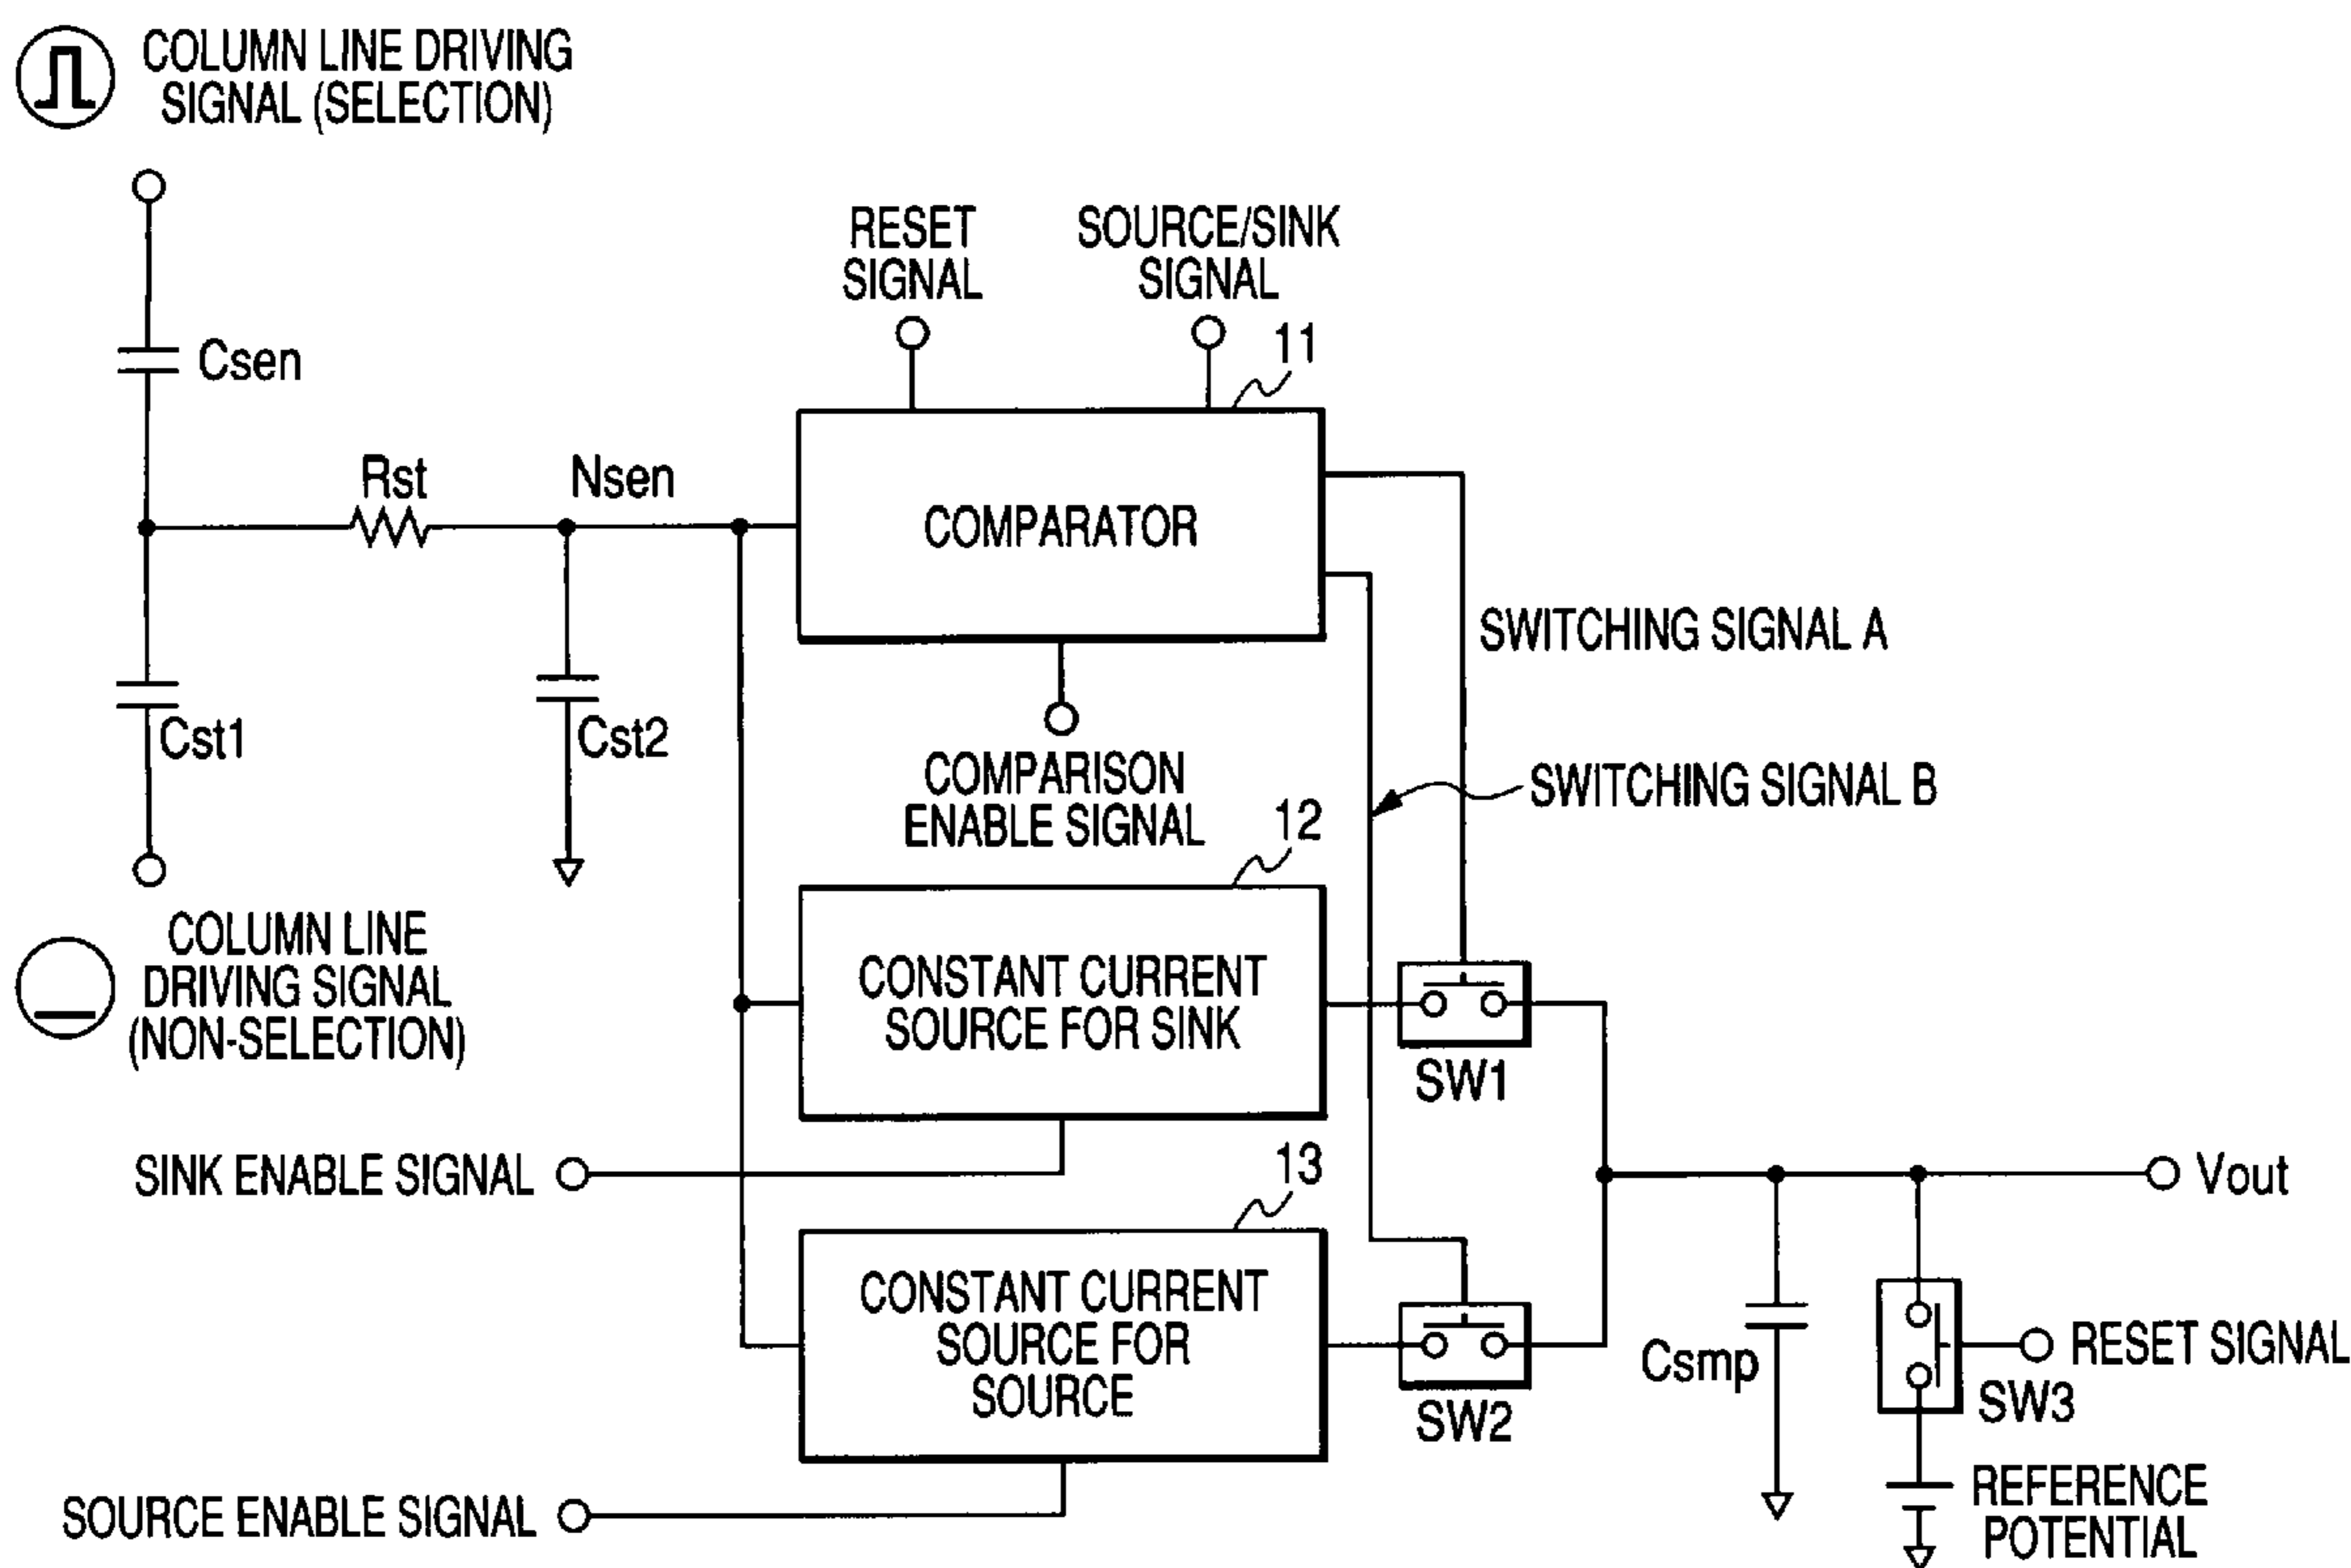 COLUMN LINE DRIVING
SIGNAL (SELECTION)
RESET
SIGNAL
SOURCE/SINK
SIGNAL
11
Csen
Rst
Nsen
COMPARATOR
SWITCHING SIGNAL A
Cst1
Cst2
COMPARISON
ENABLE SIGNAL
SWITCHING SIGNAL B
12
COLUMN LINE
DRIVING SIGNAL
(NON-SELECTION)
CONSTANT CURRENT
SOURCE FOR SINK
SW1
SINK ENABLE SIGNAL
13
Vout
CONSTANT CURRENT
SOURCE FOR
SOURCE
SW2
Csmp
RESET SIGNAL
SW3
REFERENCE
POTENTIAL
SOURCE ENABLE SIGNAL